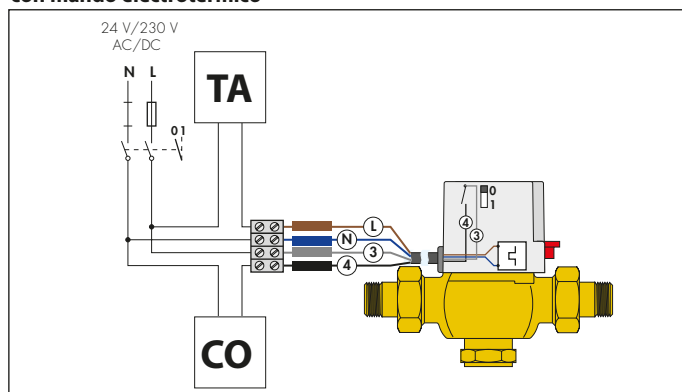 con mando electrotérmico
24 V/230 V
AC/DC
N L
TA
0 1
0
1
L
4
N
3
3
4
CO